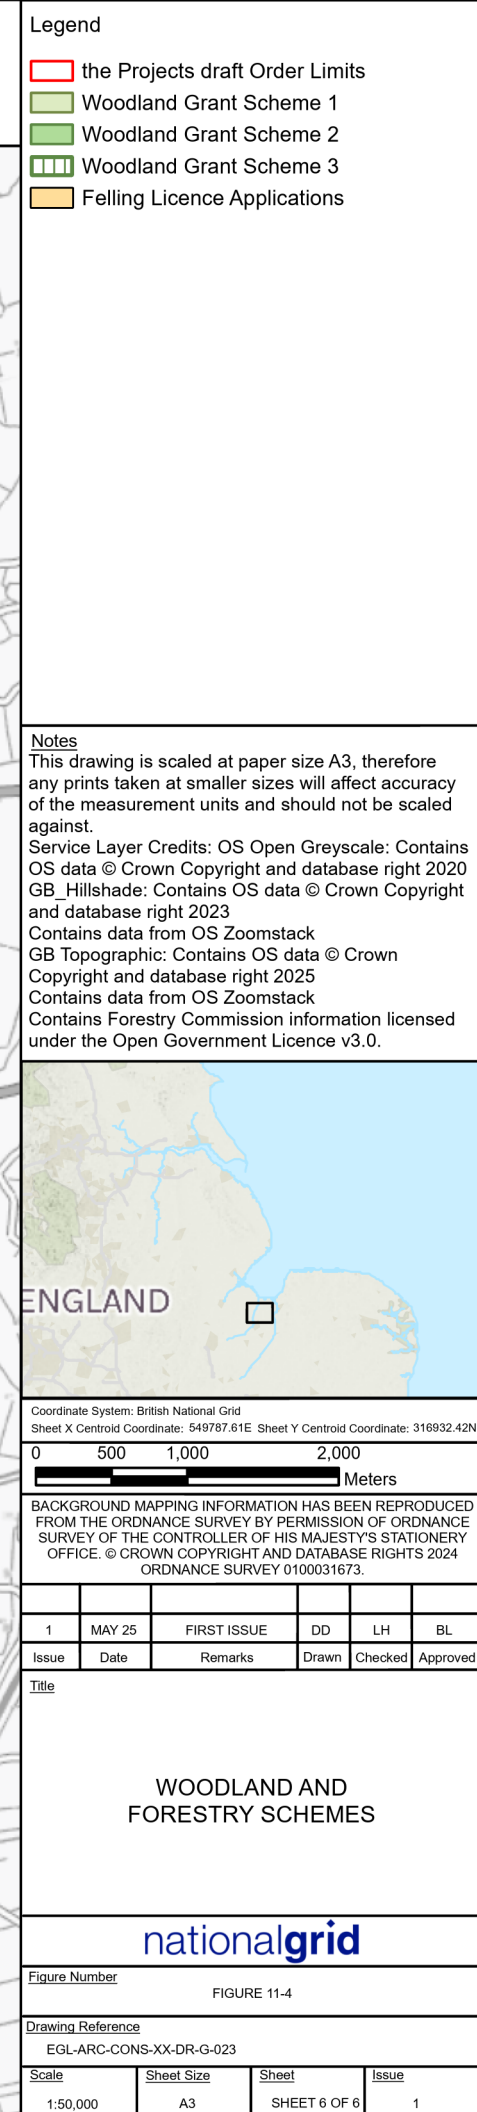 Legend
the Projects draft Order Limits
Woodland Grant Scheme 1
Woodland Grant Scheme 2
Woodland Grant Scheme 3
Felling Licence Applications
Notes
This drawing is scaled at paper size A3, therefore
any prints taken at smaller sizes will affect accuracy
of the measurement units and should not be scaled
against.
Service Layer Credits: OS Open Greyscale: Contains
OS data © Crown Copyright and database right 2020
GB_Hillshade: Contains OS data © Crown Copyright
and database right 2023
Contains data from OS Zoomstack
GB Topographic: Contains OS data © Crown
Copyright and database right 2025
Contains data from OS Zoomstack
Contains Forestry Commission information licensed
under the Open Government Licence v3.0.
ENGLAND
Coordinate System: British National Grid
Sheet X Centroid Coordinate: 549787.61E Sheet Y Centroid Coordinate: 316932.42N
0 500 1,000 2,000
Meters
BACKGROUND MAPPING INFORMATION HAS BEEN REPRODUCED
FROM THE ORDNANCE SURVEY BY PERMISSION OF ORDNANCE
SURVEY OF THE CONTROLLER OF HIS MAJESTY'S STATIONERY
OFFICE. © CROWN COPYRIGHT AND DATABASE RIGHTS 2024
ORDNANCE SURVEY 0100031673.
1 MAY 25 FIRST ISSUE DD LH BL
Issue Date Remarks Drawn Checked Approved
Title
WOODLAND AND
FORESTRY SCHEMES
nationalgrid
Figure Number
FIGURE 11-4
Drawing Reference
EGL-ARC-CONS-XX-DR-G-023
Scale Sheet Size Sheet Issue
1:50,000 A3 SHEET 6 OF 6 1